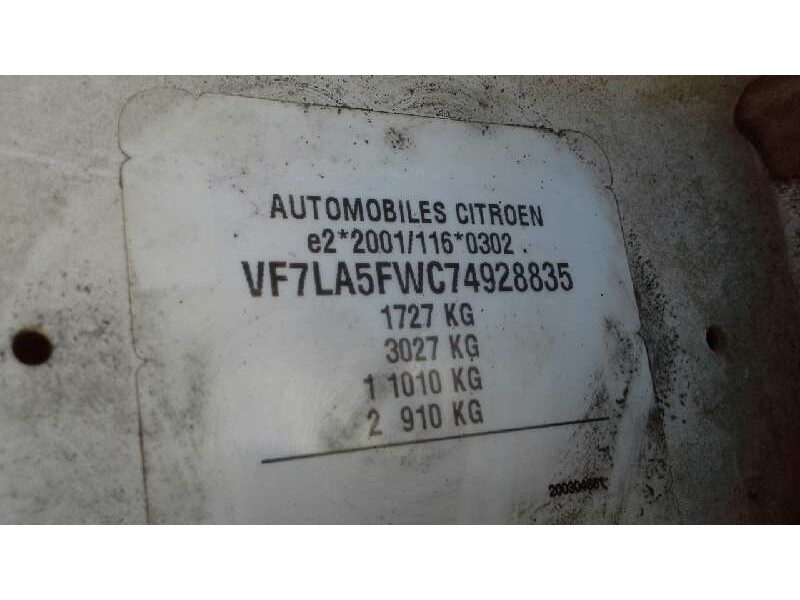 AUTOMOBILES CITROEN
e2*2001/116*0302 .
VF7LA5FWC74928835
1727 KG
3027 KG
1 1010 KG
2 910 KG